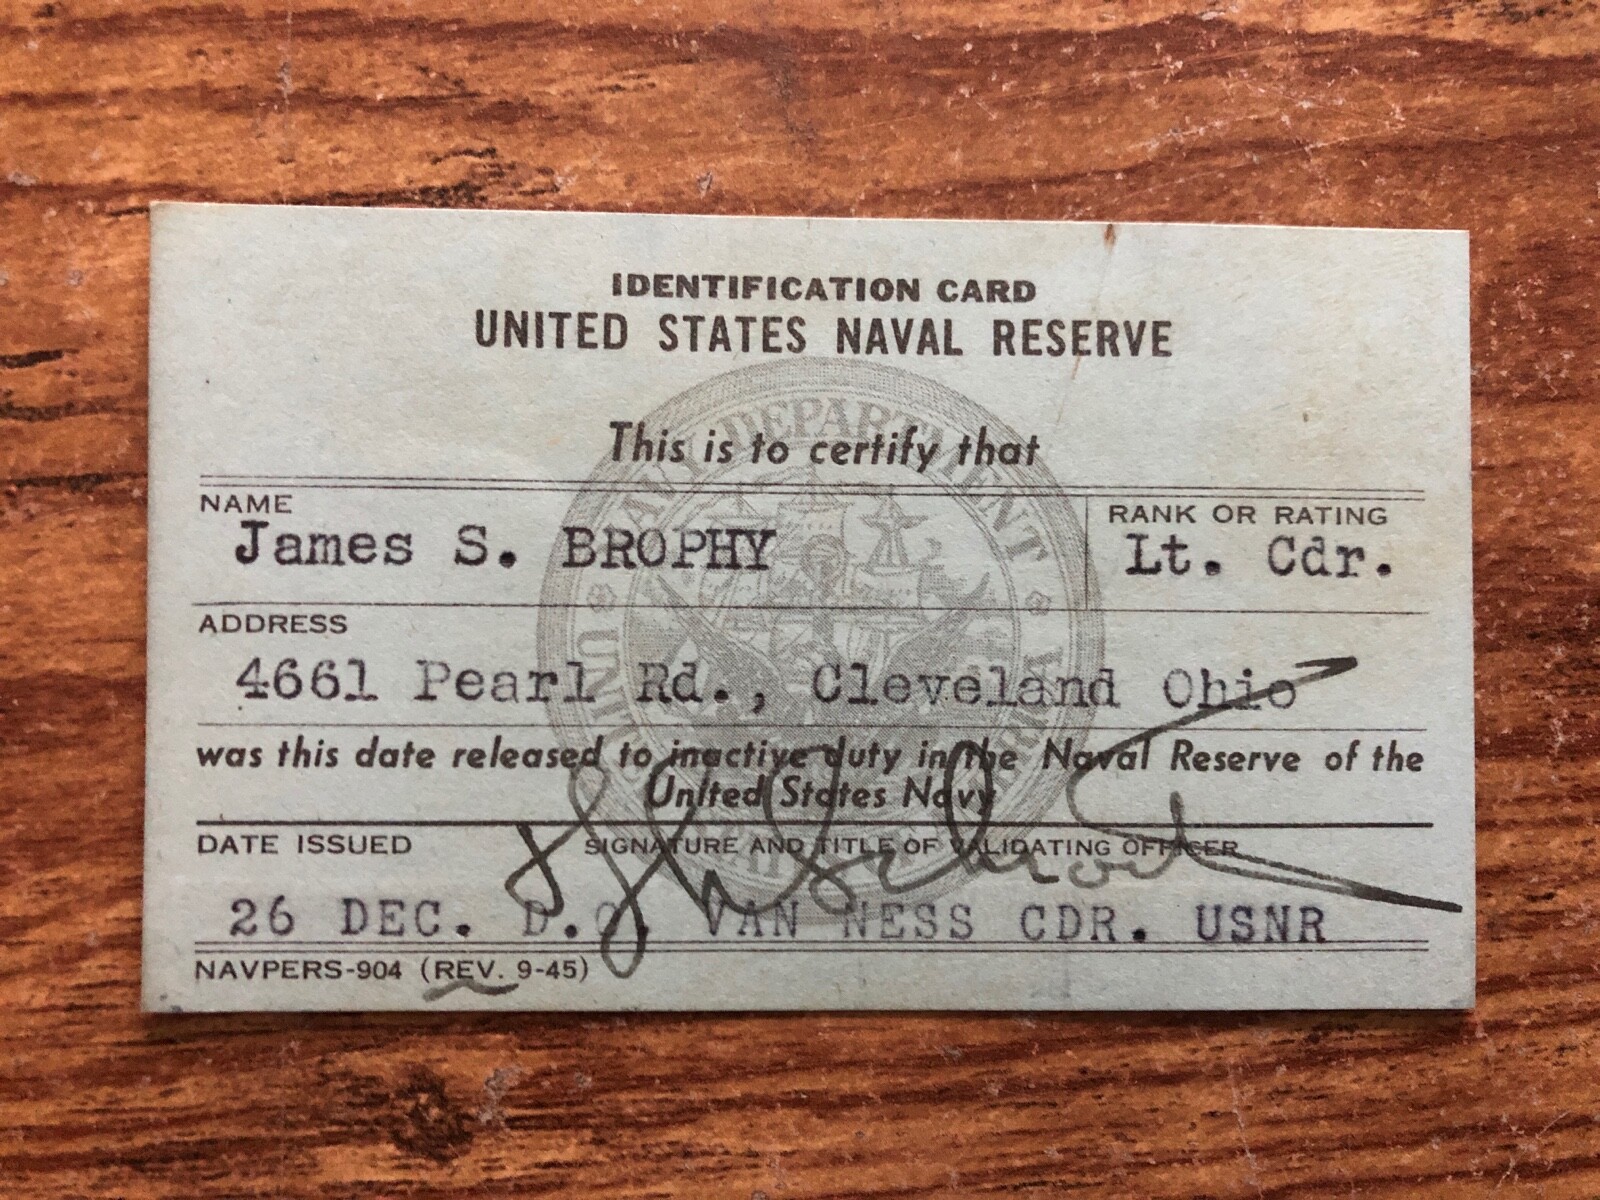 IDENTIFICATION CARD
UNITED STATES NAVAL RESERVE
This is to certify that
NAME
James S. BROPHY
RANK OR RATING
Lt. Cdr.
ADDRESS
4661 Pearl Rd., Cleveland Ohio
was this date released to inactive duty in the Naval Reserve of the
United States Navy
DATE ISSUED
SIGNATURE AND TITLE OF VALIDATING OFFICER
26 DEC. D.C. VAN NESS CDR. USNR
NAVPERS-904 (REV. 9-45)
NAVY DEPARTMENT